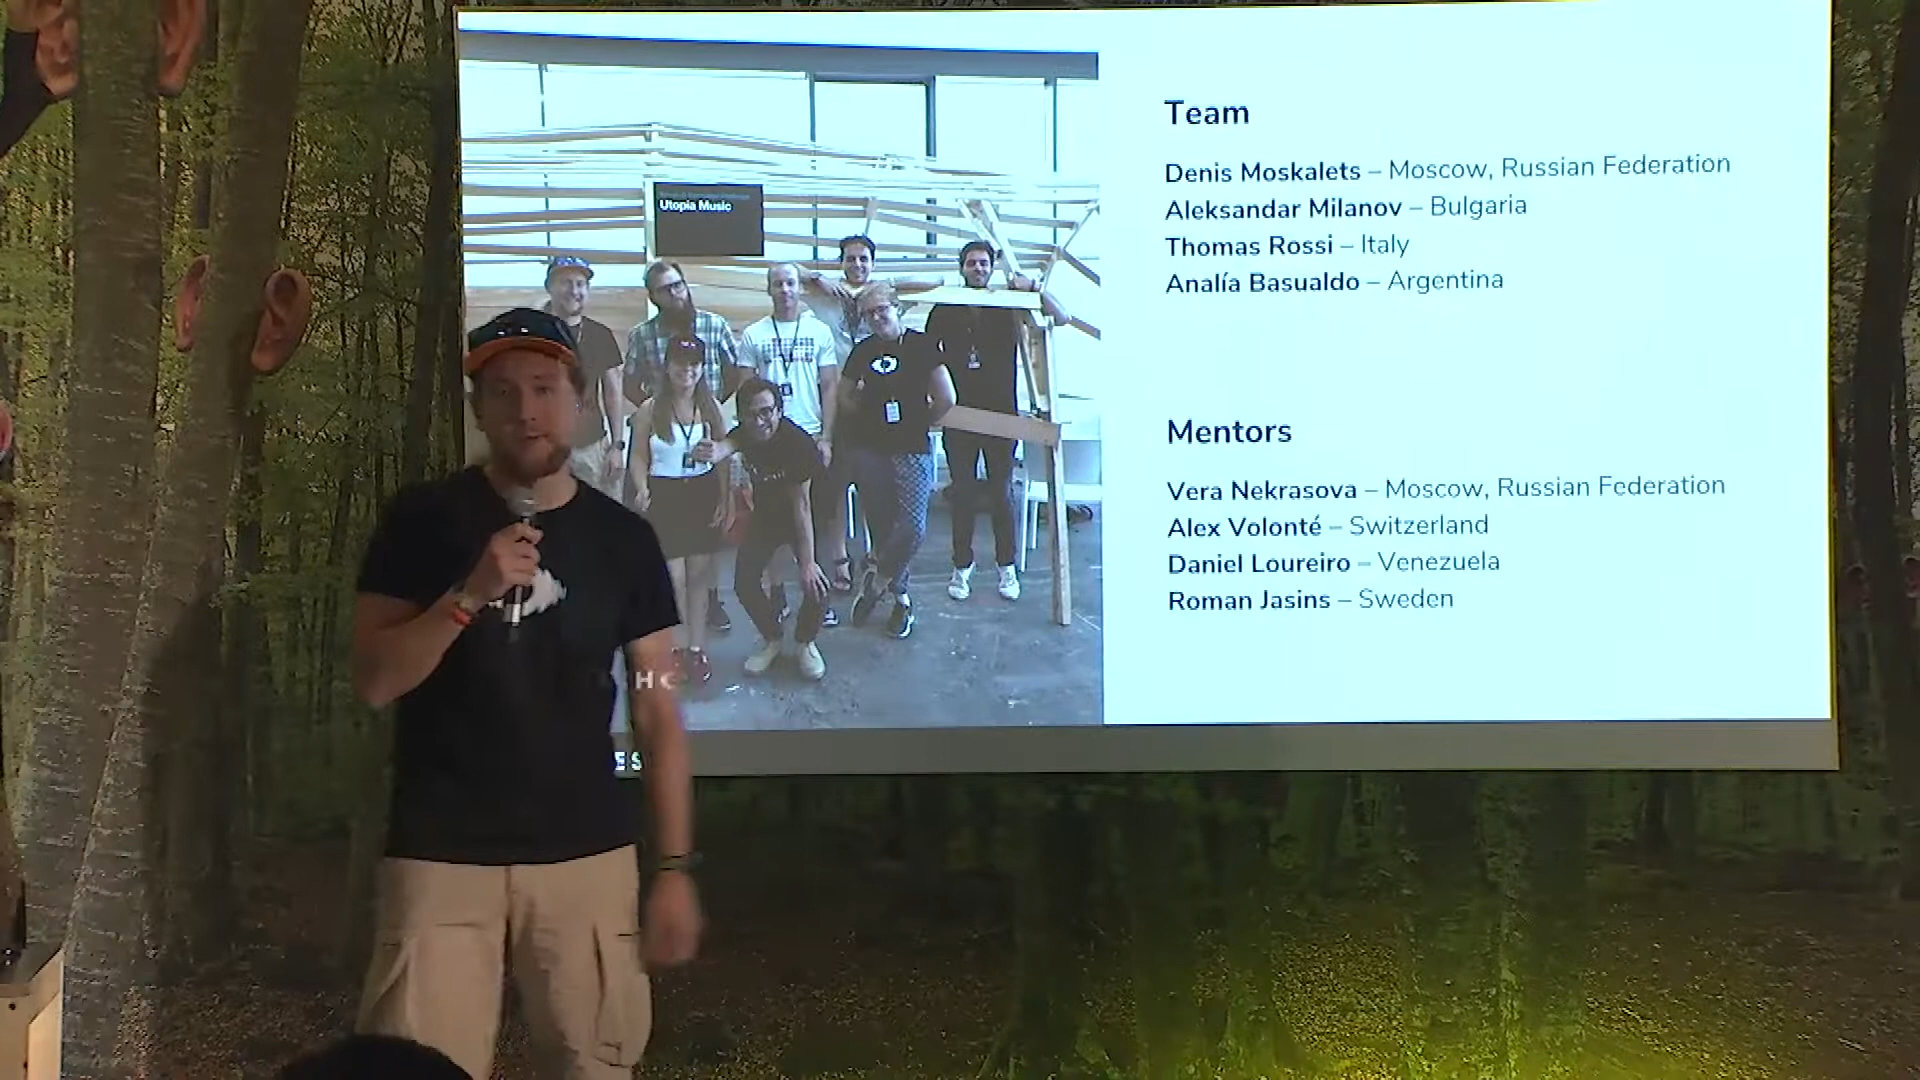 Utopia Music
Team
Denis Moskalets – Moscow, Russian Federation
Aleksandar Milanov – Bulgaria
Thomas Rossi – Italy
Analía Basualdo – Argentina
Mentors
Vera Nekrasova – Moscow, Russian Federation
Alex Volonté – Switzerland
Daniel Loureiro – Venezuela
Roman Jasins – Sweden